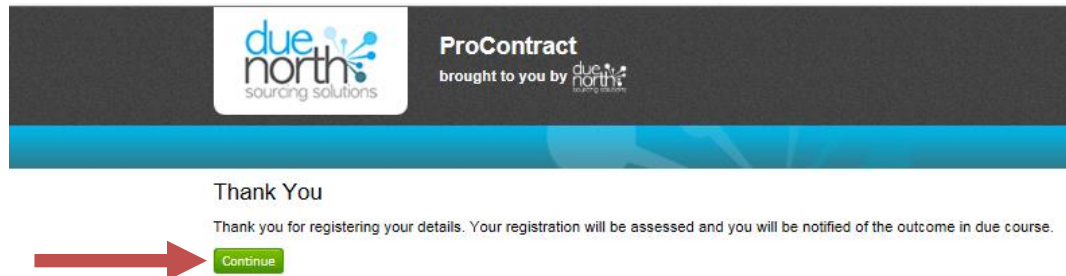 due
north
sourcing solutions
ProContract
brought to you by due north
Thank You
Thank you for registering your details. Your registration will be assessed and you will be notified of the outcome in due course.
Continue